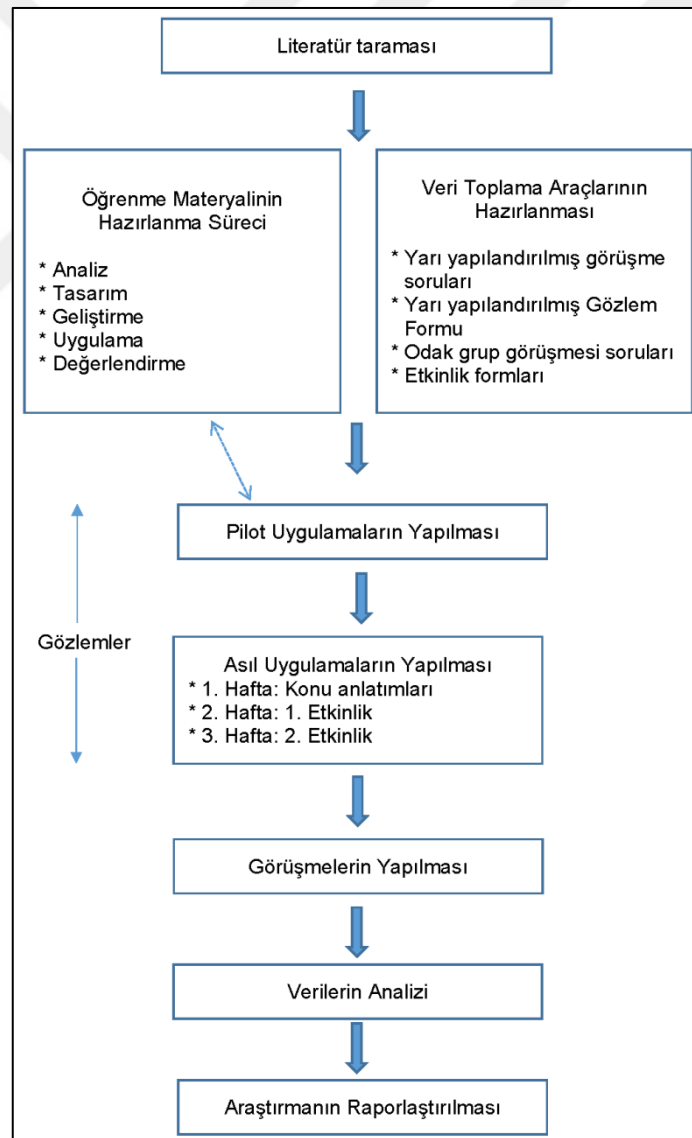 Literatür taraması
Öğrenme Materyalinin
Hazırlanma Süreci
* Analiz
* Tasarım
* Geliştirme
* Uygulama
* Değerlendirme
Veri Toplama Araçlarının
Hazırlanması
* Yarı yapılandırılmış görüşme
soruları
* Yarı yapılandırılmış Gözlem
Formu
* Odak grup görüşmesi soruları
* Etkinlik formları
Pilot Uygulamaların Yapılması
Gözlemler
Asıl Uygulamaların Yapılması
* 1. Hafta: Konu anlatımları
* 2. Hafta: 1. Etkinlik
* 3. Hafta: 2. Etkinlik
Görüşmelerin Yapılması
Verilerin Analizi
Araştırmanın Raporlaştırılması